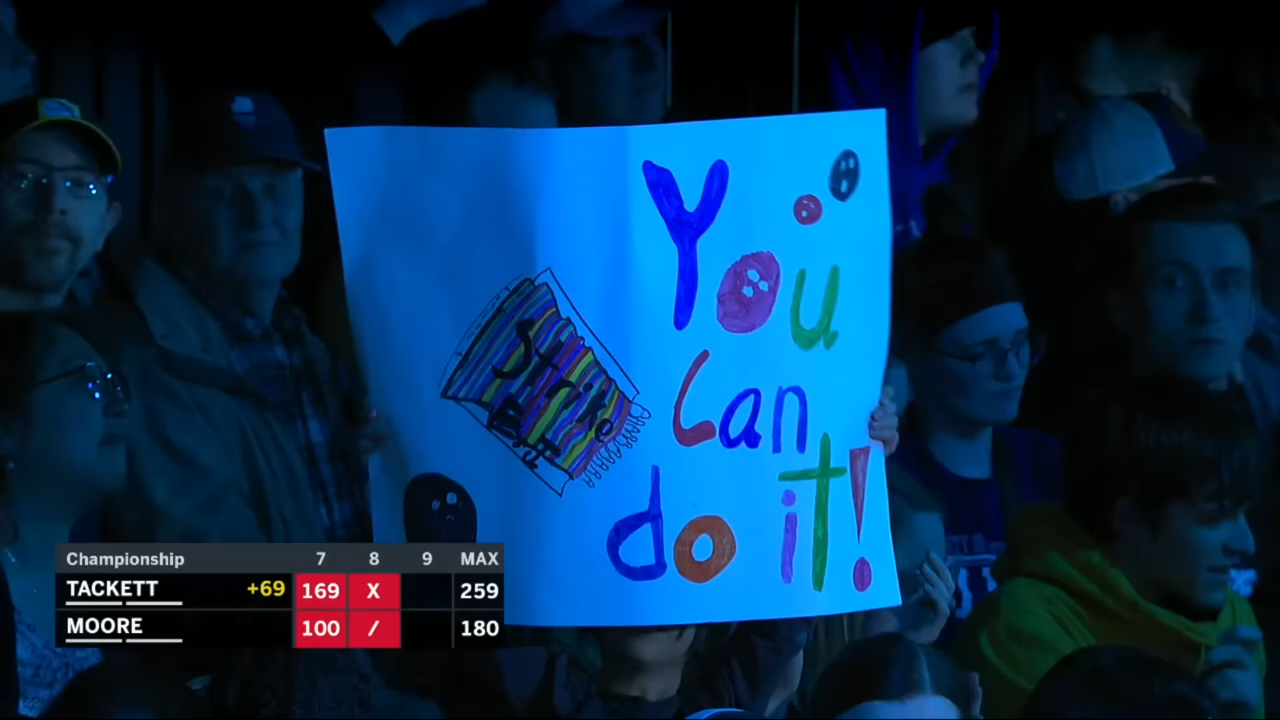 You
Can
do it!
Strike
Championship 7 8 9 MAX
TACKETT +69 169 X 259
MOORE 100 / 180